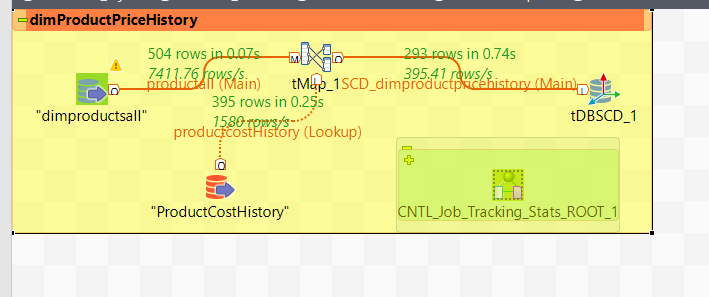 dimProductPriceHistory
504 rows in 0.07s
7411.76 rows/s
productall (Main)
M
tMap_1
293 rows in 0.74s
395.41 rows/s
SCD_dimproductpricehistory (Main)
"dimproductsall"
tDBSCD_1
395 rows in 0.25s
1580 rows/s
productcostHistory (Lookup)
"ProductCostHistory"
CNTL_Job_Tracking_Stats_ROOT_1